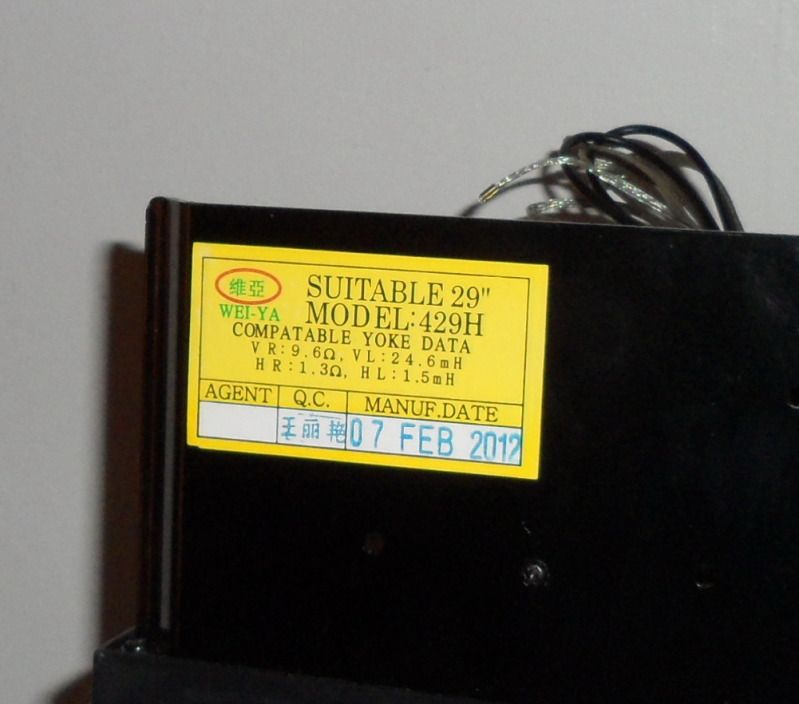 维亞
WEI-YA
SUITABLE 29"
MODEL:429H
COMPATABLE YOKE DATA
VR:9.6Ω, VL:24.6mH
HR:1.3Ω, HL:1.5mH
AGENT Q.C. MANUF.DATE
王丽艳 07 FEB 2012